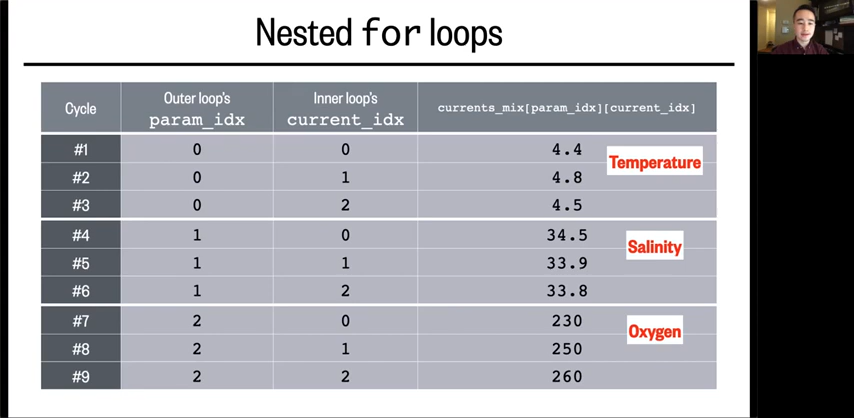 Nested for loops
Cycle Outer loop's param_idx Inner loop's current_idx currents_mix[param_idx][current_idx]
#1 0 0 4.4
Temperature
#2 0 1 4.8
#3 0 2 4.5
#4 1 0 34.5
Salinity
#5 1 1 33.9
#6 1 2 33.8
#7 2 0 230
Oxygen
#8 2 1 250
#9 2 2 260